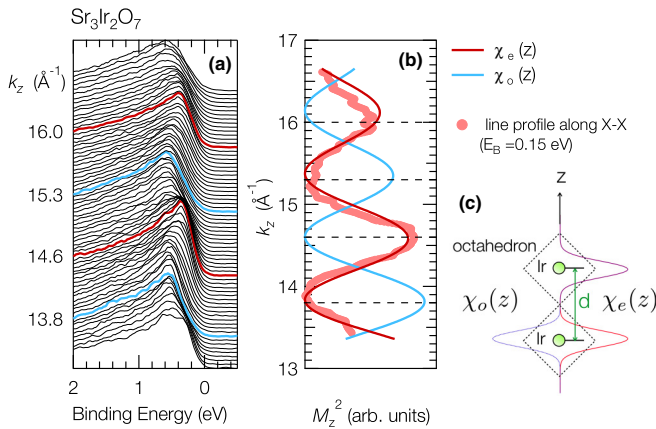 Sr3Ir2O7
(a)
kz (Å-1)
16.0
15.3
14.6
13.8
2 1 0
Binding Energy (eV)
(b)
17
16
15
14
13
kz (Å-1)
Mz2 (arb. units)
χe(z)
χo(z)
line profile along X-X
(EB =0.15 eV)
(c)
z
octahedron
Ir
χo(z) d χe(z)
Ir